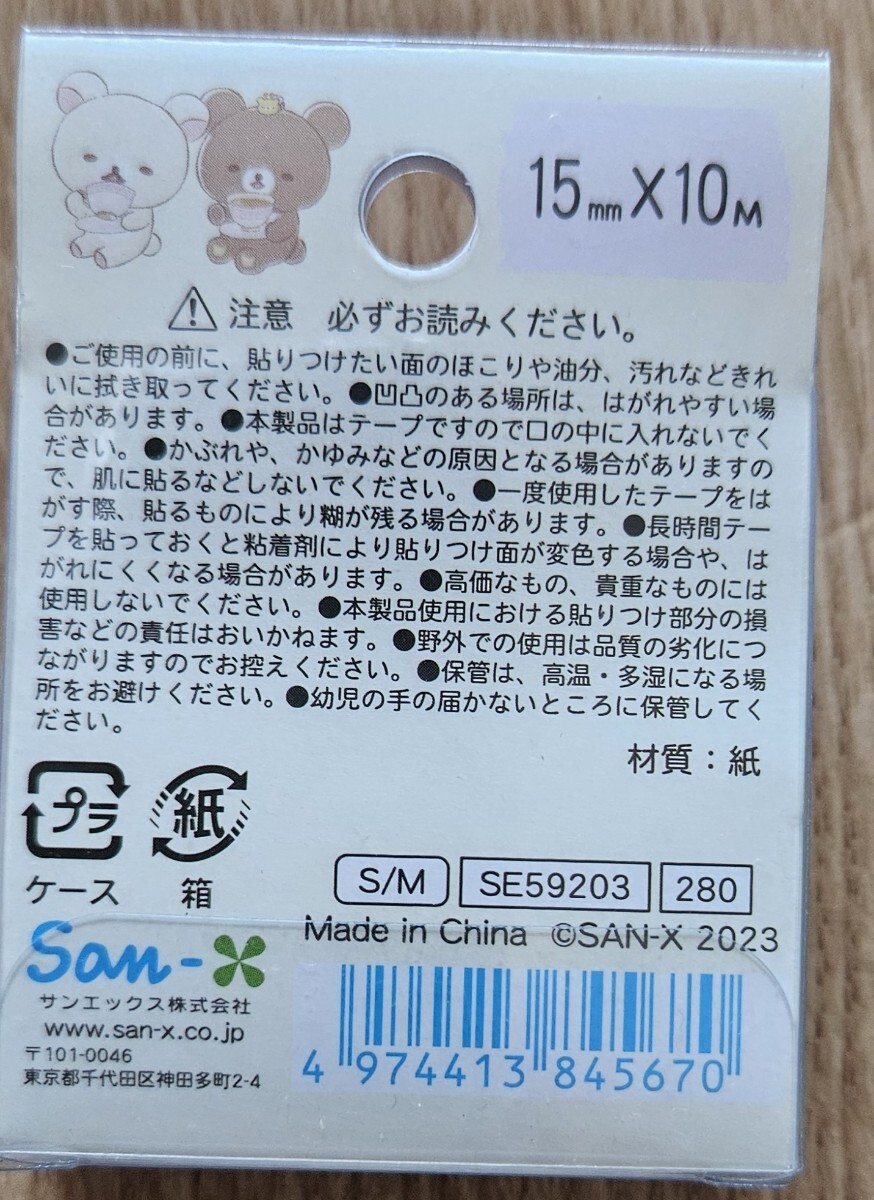 15mm X 10M
注意 必ずお読みください。
●ご使用の前に、貼りつけたい面のほこりや油分、汚れなどきれ
いに拭き取ってください。●凹凸のある場所は、はがれやすい場
合があります。●本製品はテープですので口の中に入れないでく
ださい。●かぶれや、かゆみなどの原因となる場合がありますの
で、肌に貼るなどしないでください。●一度使用したテープをは
がす際、貼るものにより糊が残る場合があります。●長時間テー
プを貼っておくと粘着剤により貼りつけ面が変色する場合や、は
がれにくくなる場合があります。●高価なもの、貴重なものには
使用しないでください。●本製品使用における貼りつけ部分の損
害などの責任はおいかねます。●野外での使用は品質の劣化につ
ながりますのでお控えください。●保管は、高温・多湿になる場
所をお避けください。●幼児の手の届かないところに保管してく
ださい。
材質：紙
プラ 紙
ケース 箱
S/M SE59203 280
Made in China ©SAN-X 2023
San-X
サンエックス株式会社
www.san-x.co.jp
〒101-0046
東京都千代田区神田多町2-4
4 974413 845670